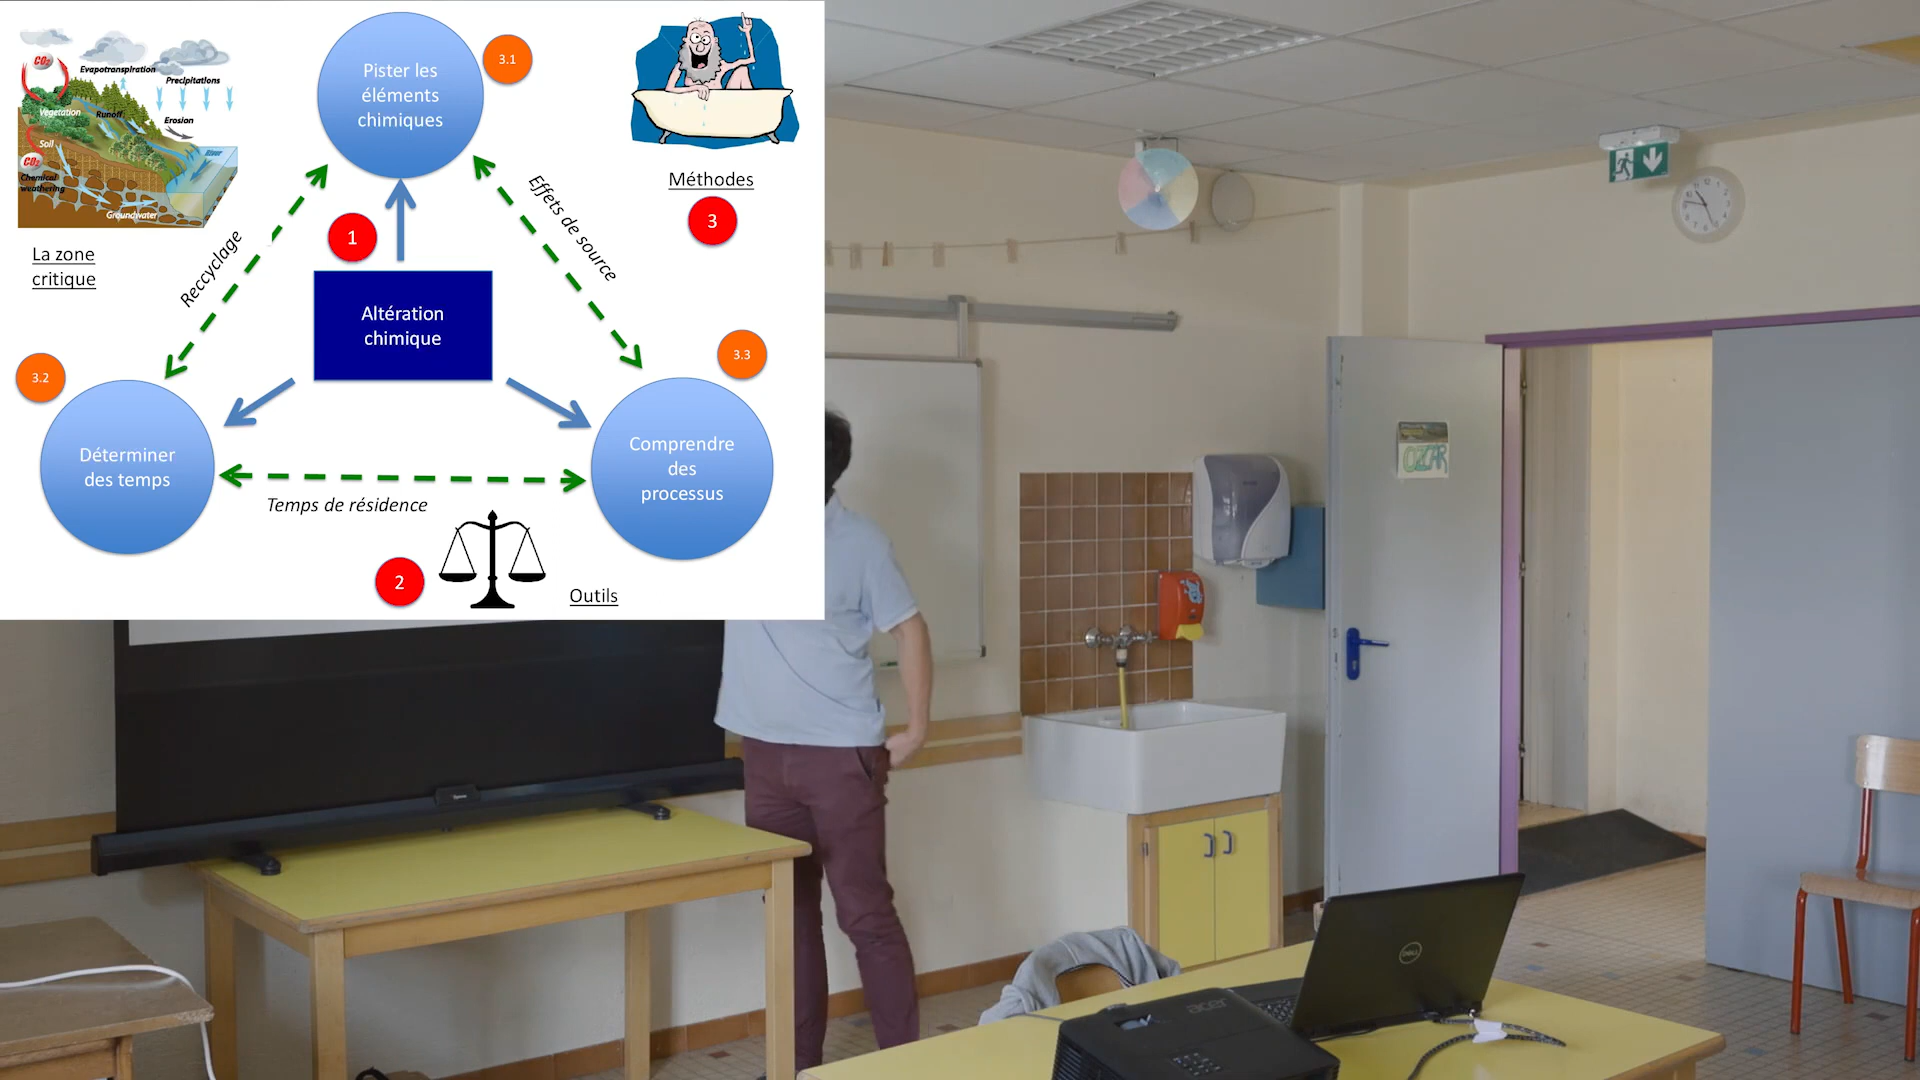 CO2
Evapotranspiration
Precipitations
Vegetation
Runoff
Erosion
Soil
River
CO2
Chemical
weathering
Groundwater
La zone
critique
Pister les
éléments
chimiques
3.1
Méthodes
3
Reccyclage
1
Effets de source
Altération
chimique
3.2
3.3
Déterminer
des temps
Comprendre
des
processus
Temps de résidence
2
Outils
OZCAR
DELL
acer